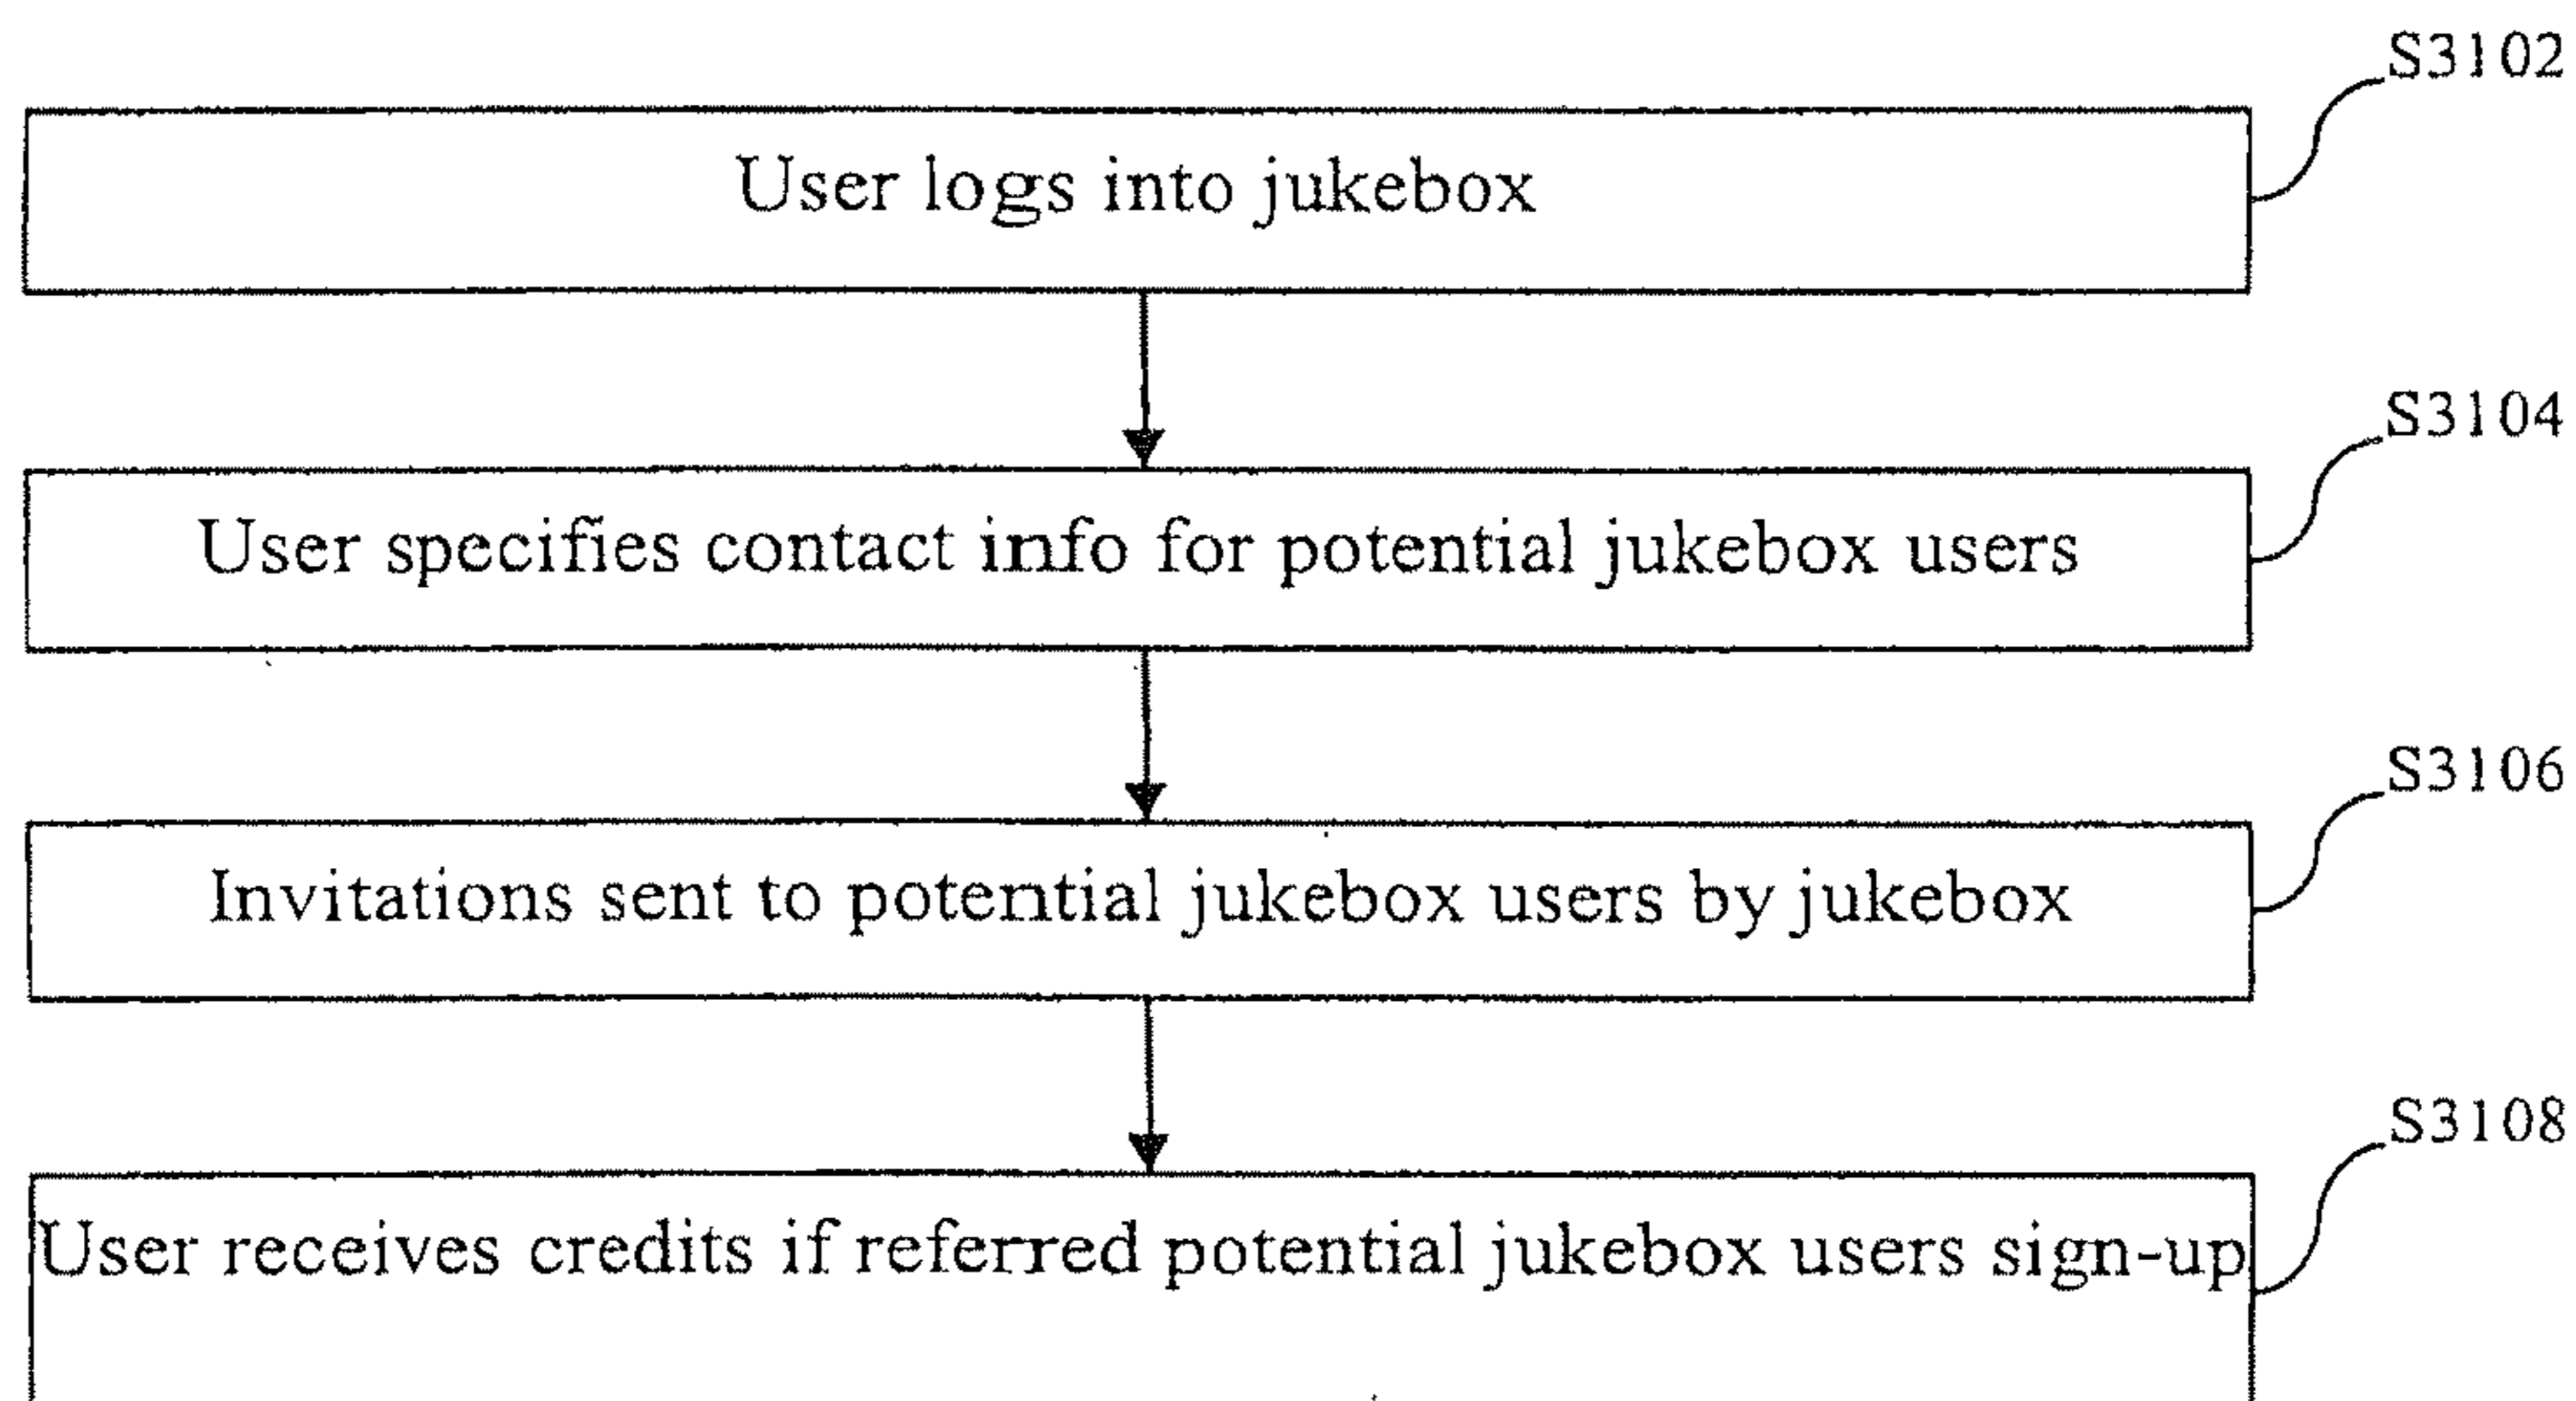 S3102
User logs into jukebox
S3104
User specifies contact info for potential jukebox users
S3106
Invitations sent to potential jukebox users by jukebox
S3108
User receives credits if referred potential jukebox users sign-up